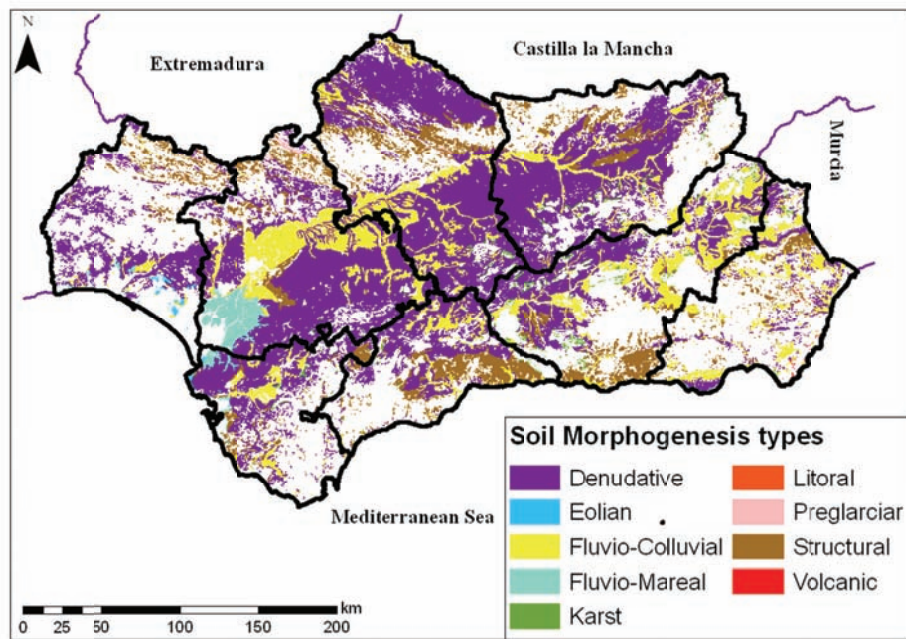 N
Castilla la Mancha
Extremadura
Murcia
Mediterranean Sea
Soil Morphogenesis types
Denudative
Eolian
Fluvio-Colluvial
Fluvio-Mareal
Karst
Litoral
Preglarciar
Structural
Volcanic
km
0 25 50 100 150 200